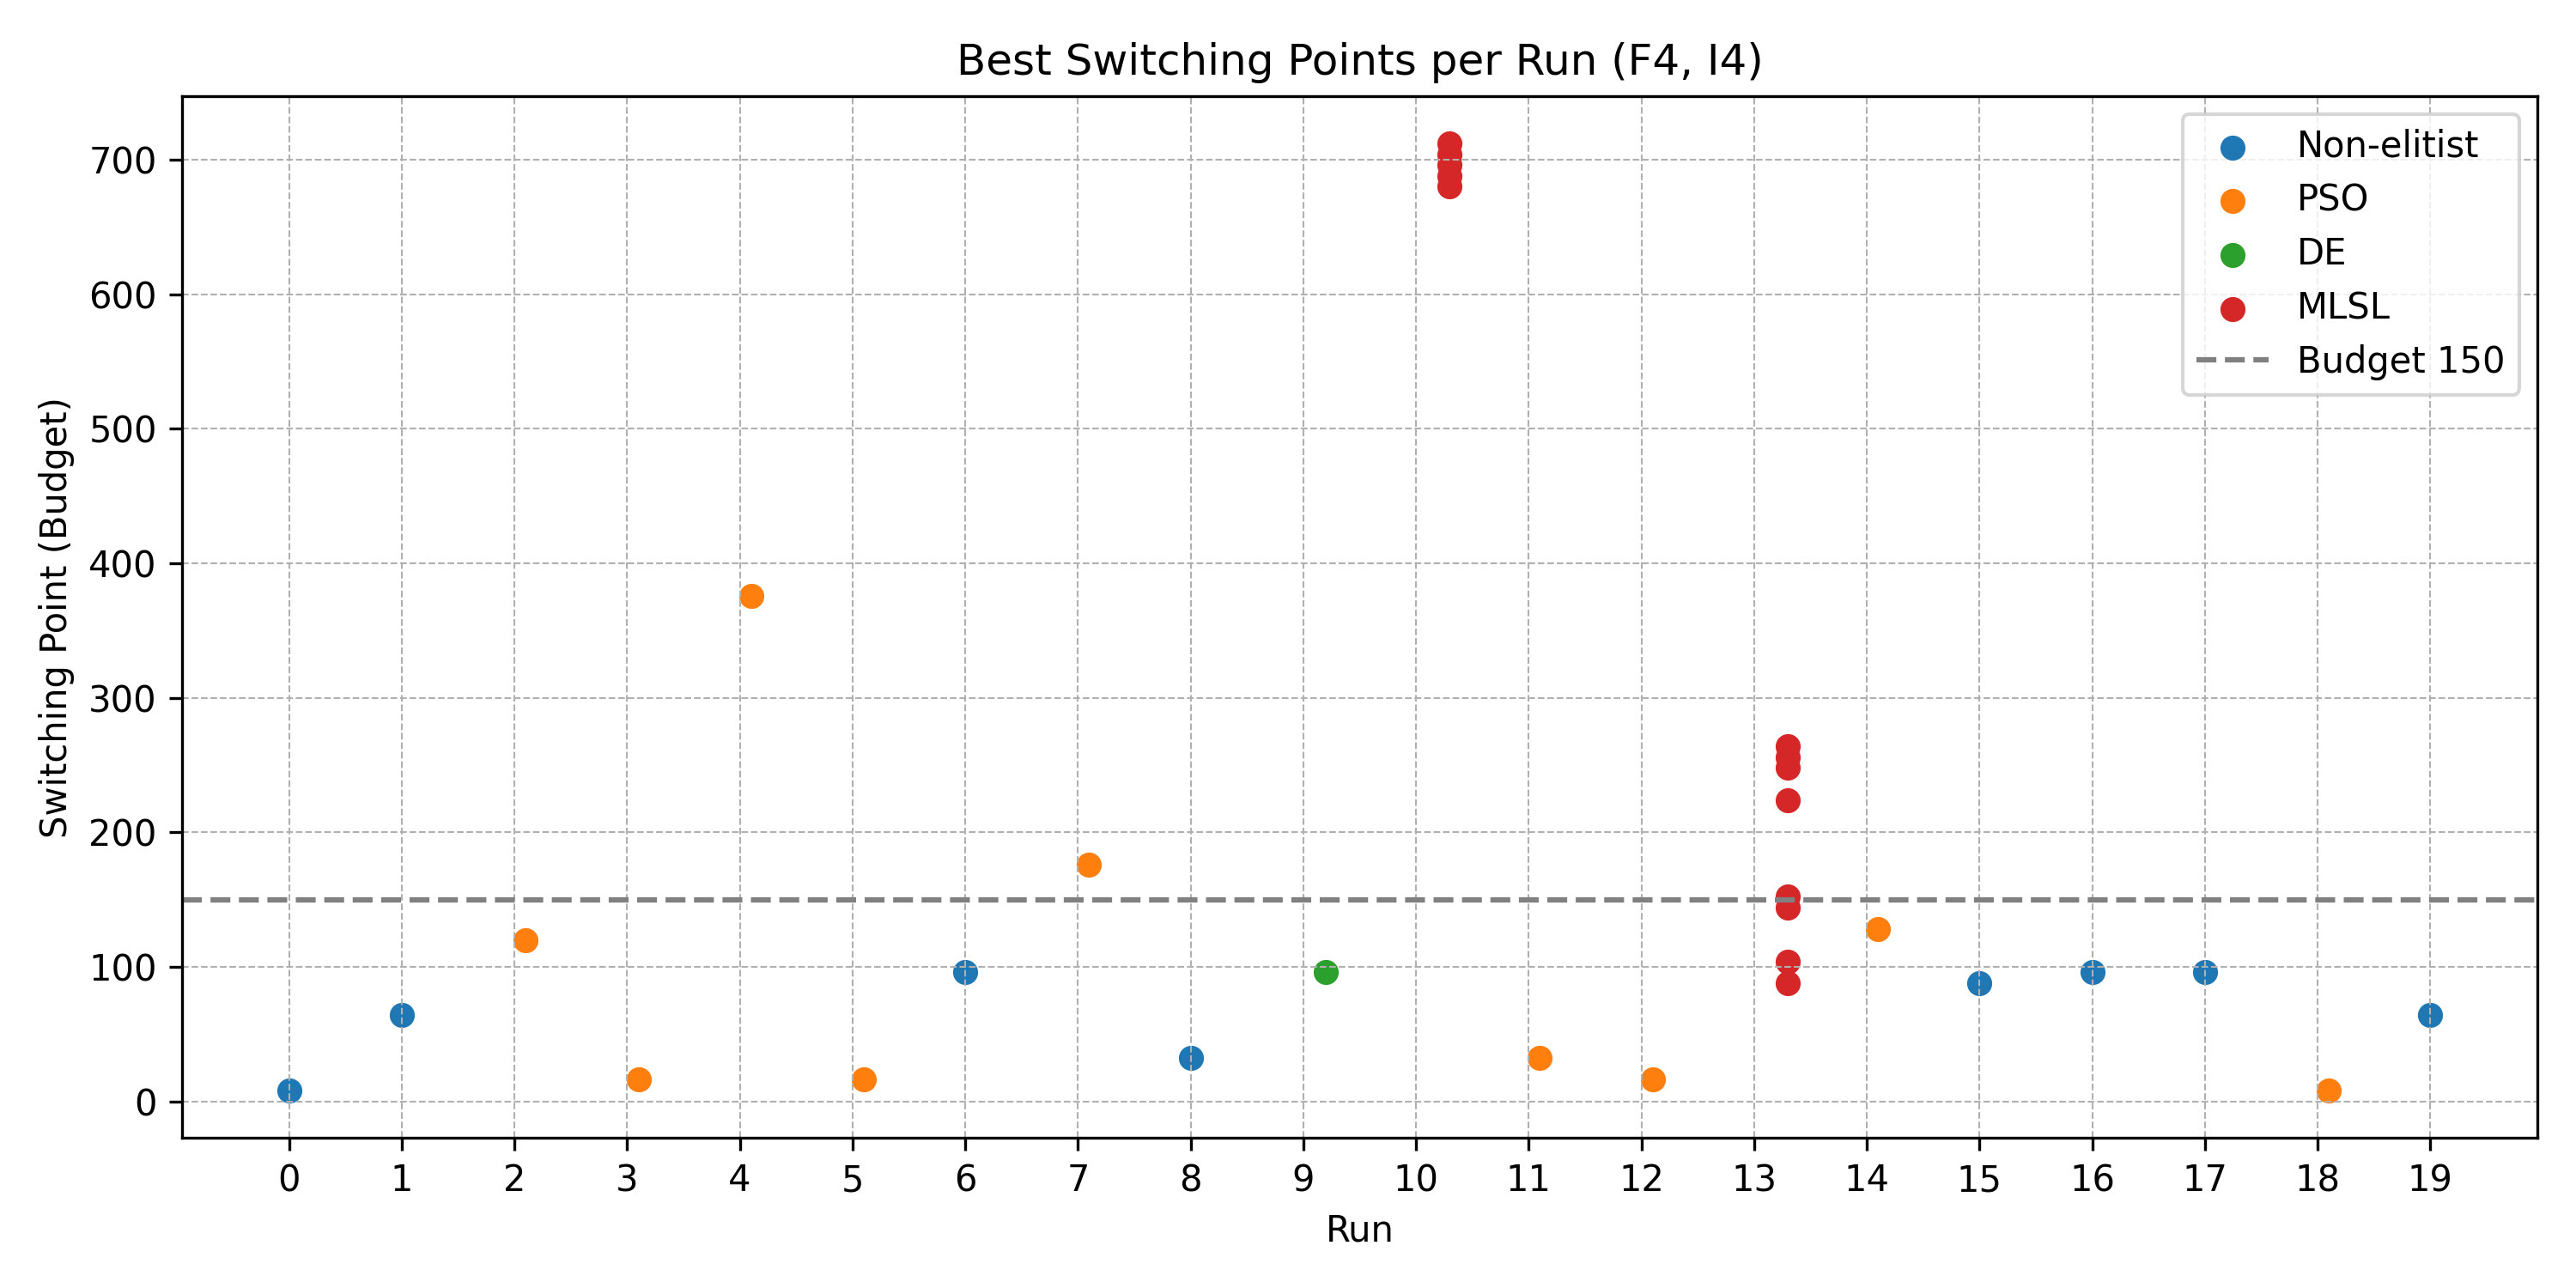 Best Switching Points per Run (F4, I4)
Switching Point (Budget)
700
600
500
400
300
200
100
0
Non-elitist
PSO
DE
MLSL
Budget 150
0 1 2 3 4 5 6 7 8 9 10 11 12 13 14 15 16 17 18 19
Run